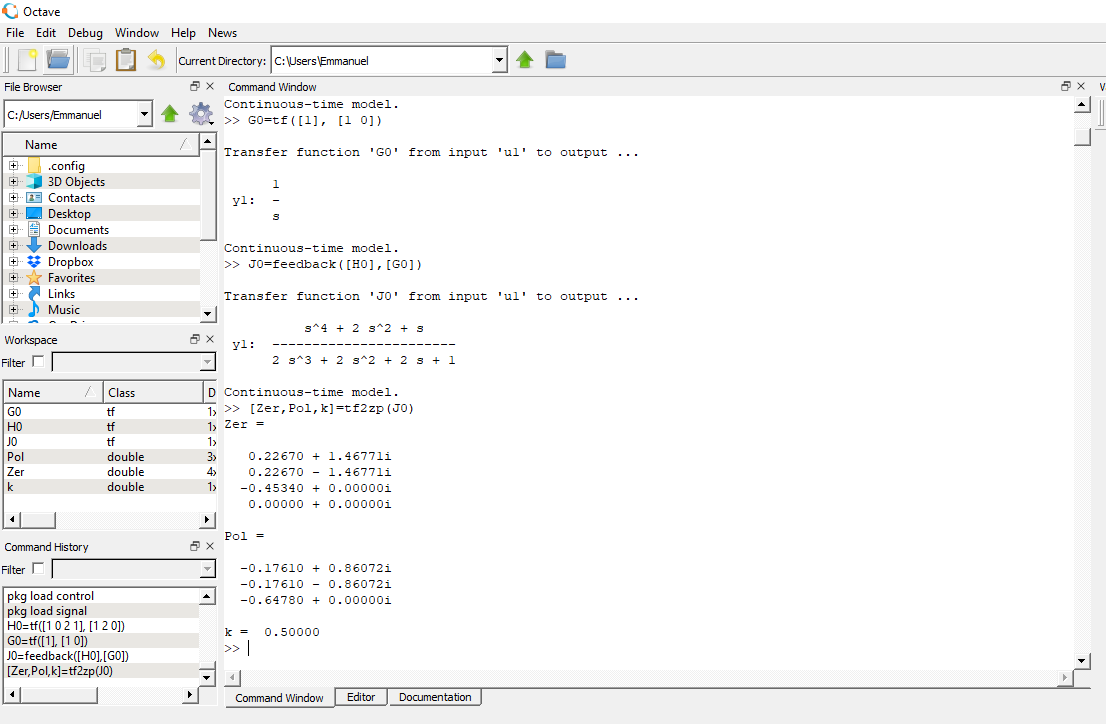 Octave
File Edit Debug Window Help News
Current Directory: C:\Users\Emmanuel
File Browser
C:/Users/Emmanuel
Name
.config
3D Objects
Contacts
Desktop
Documents
Downloads
Dropbox
Favorites
Links
Music
Workspace
Filter
Name Class D
G0 tf 1x
H0 tf 1x
J0 tf 1x
Pol double 3x
Zer double 4x
k double 1x
Command History
Filter
pkg load control
pkg load signal
H0=tf([1 0 2 1], [1 2 0])
G0=tf([1], [1 0])
J0=feedback([H0],[G0])
[Zer,Pol,k]=tf2zp(J0)
Command Window
Continuous-time model.
>> G0=tf([1], [1 0])
Transfer function 'G0' from input 'u1' to output ...
1
y1: -
s
Continuous-time model.
>> J0=feedback([H0],[G0])
Transfer function 'J0' from input 'u1' to output ...
s^4 + 2 s^2 + s
y1: -----------------------
2 s^3 + 2 s^2 + 2 s + 1
Continuous-time model.
>> [Zer,Pol,k]=tf2zp(J0)
Zer =
0.22670 + 1.46771i
0.22670 - 1.46771i
-0.45340 + 0.00000i
0.00000 + 0.00000i
Pol =
-0.17610 + 0.86072i
-0.17610 - 0.86072i
-0.64780 + 0.00000i
k = 0.50000
>>
Command Window Editor Documentation